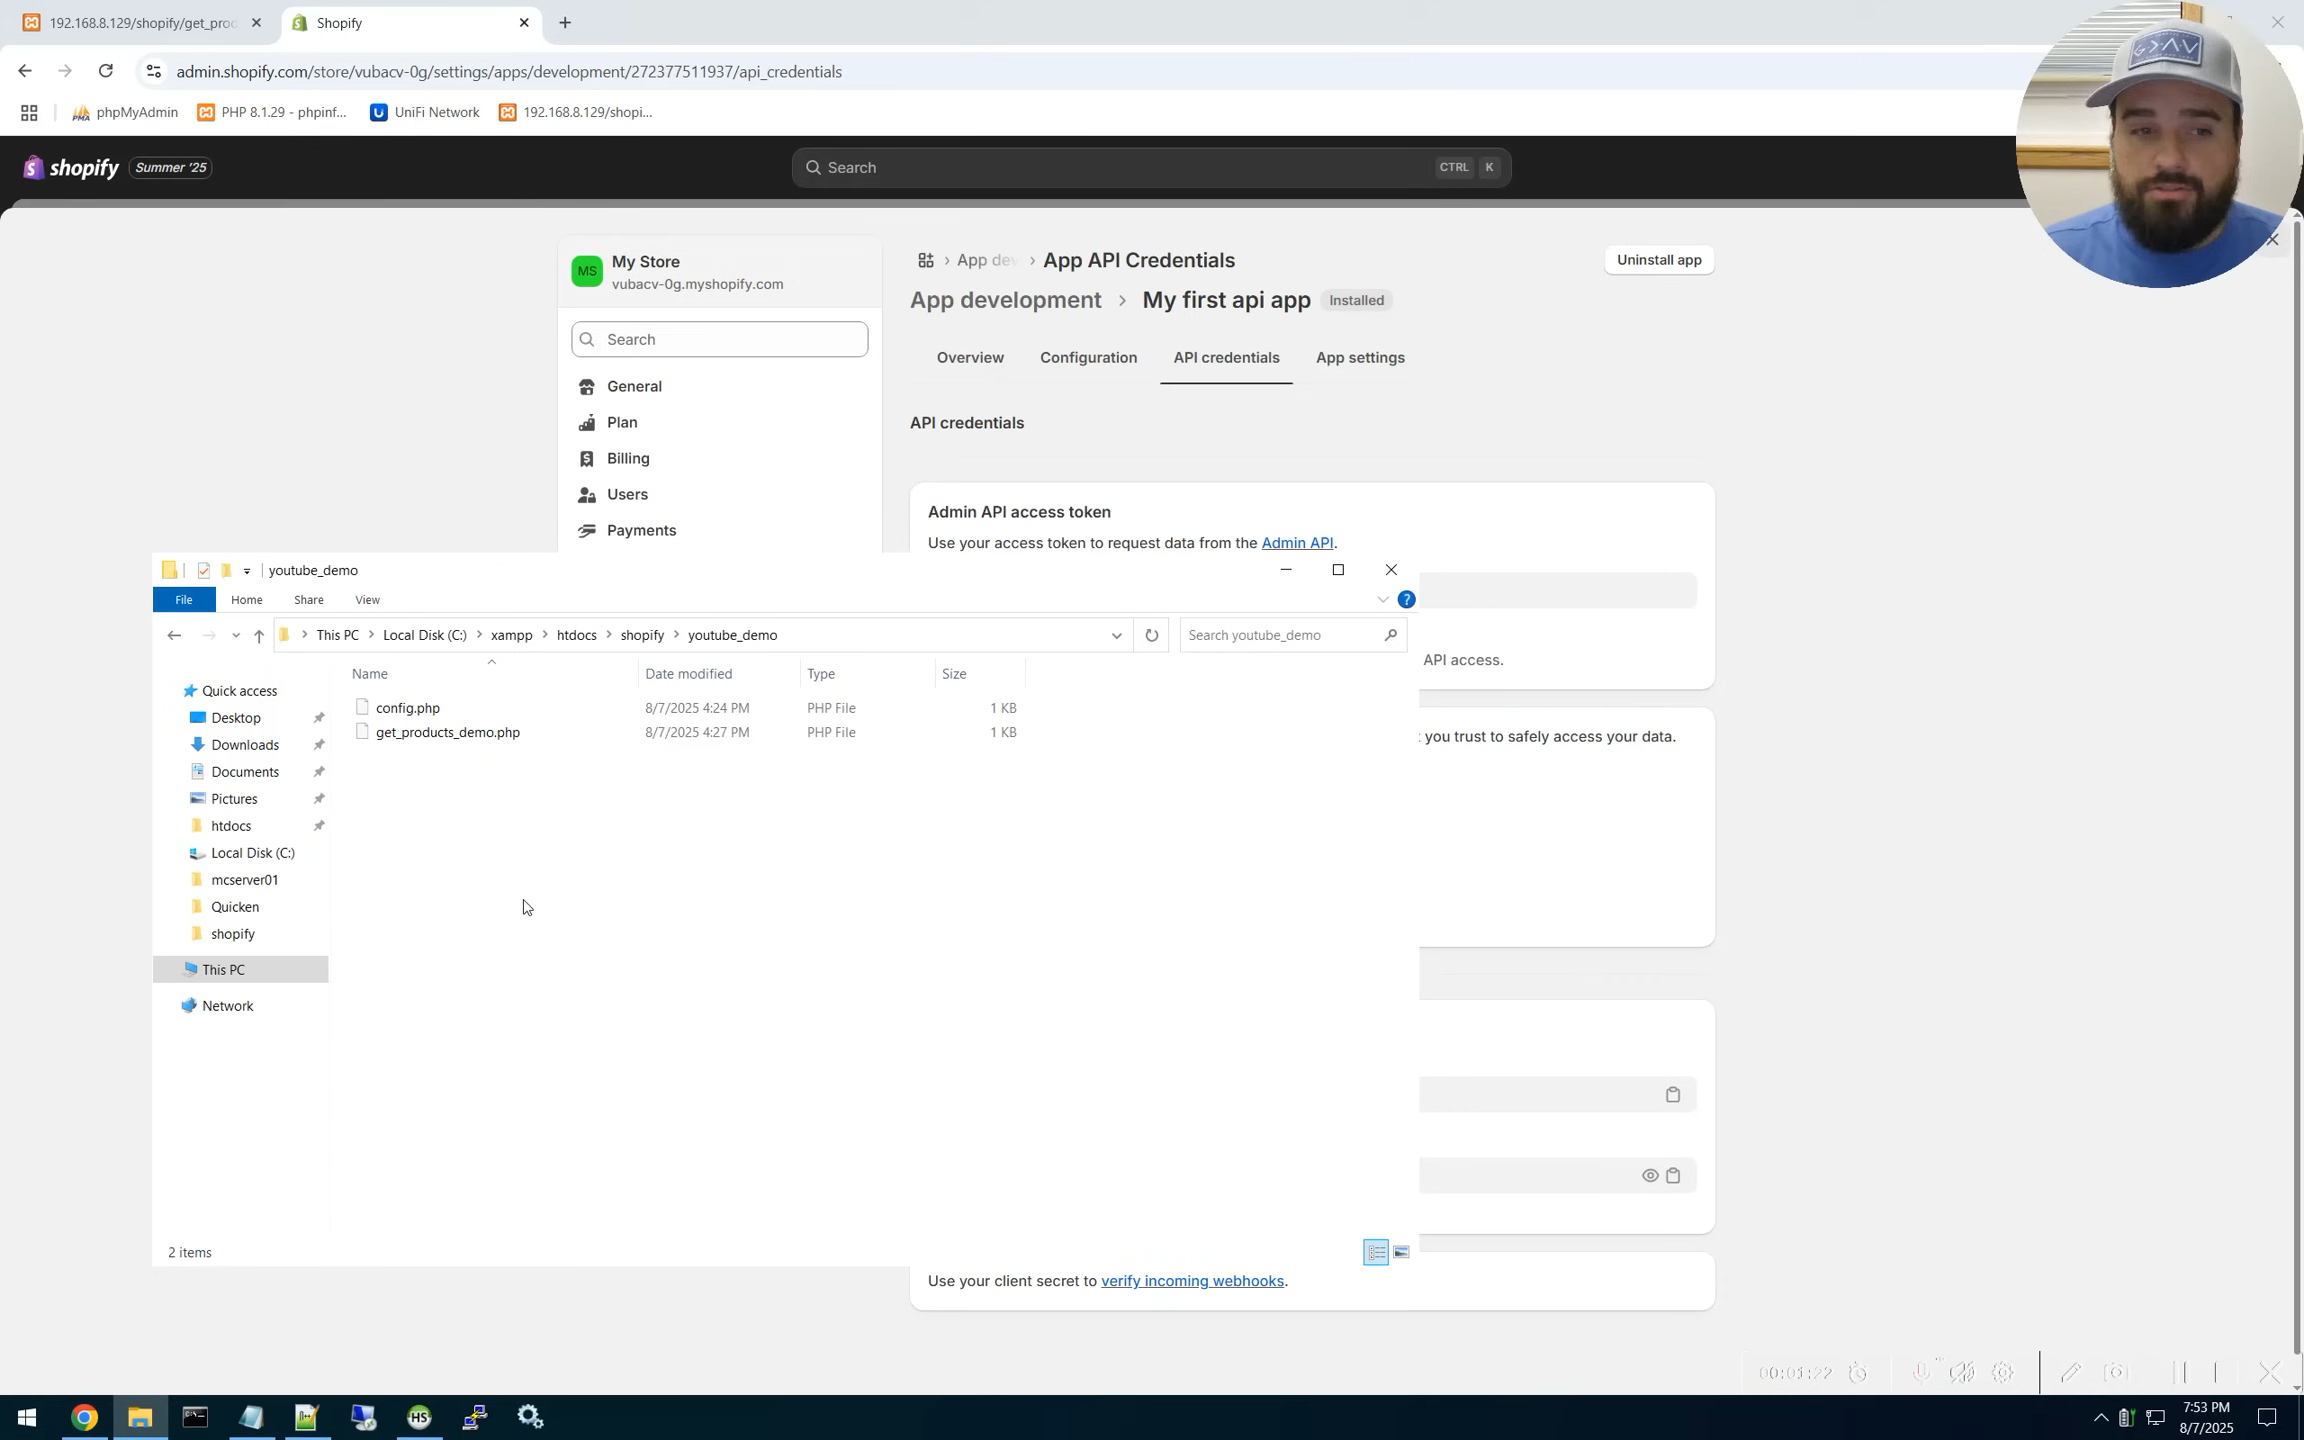 192.168.8.129/shopify/get_proc
Shopify
admin.shopify.com/store/vubacv-0g/settings/apps/development/272377511937/api_credentials
phpMyAdmin
PHP 8.1.29 - phpinf...
UniFi Network
192.168.8.129/shopi...
shopify
Summer '25
Search
CTRL K
My Store
vubacv-0g.myshopify.com
MS
Search
General
Plan
Billing
Users
Payments
App dev
App API Credentials
Uninstall app
App development
My first api app
Installed
Overview
Configuration
API credentials
App settings
API credentials
Admin API access token
Use your access token to request data from the Admin API.
API access.
you trust to safely access your data.
Use your client secret to verify incoming webhooks.
youtube_demo
File
Home
Share
View
This PC
Local Disk (C:)
xampp
htdocs
shopify
youtube_demo
Search youtube_demo
Name
Date modified
Type
Size
config.php
8/7/2025 4:24 PM
PHP File
1 KB
get_products_demo.php
8/7/2025 4:27 PM
PHP File
1 KB
Quick access
Desktop
Downloads
Documents
Pictures
htdocs
Local Disk (C:)
mcserver01
Quicken
shopify
This PC
Network
2 items
00:01:22
HS
7:53 PM
8/7/2025